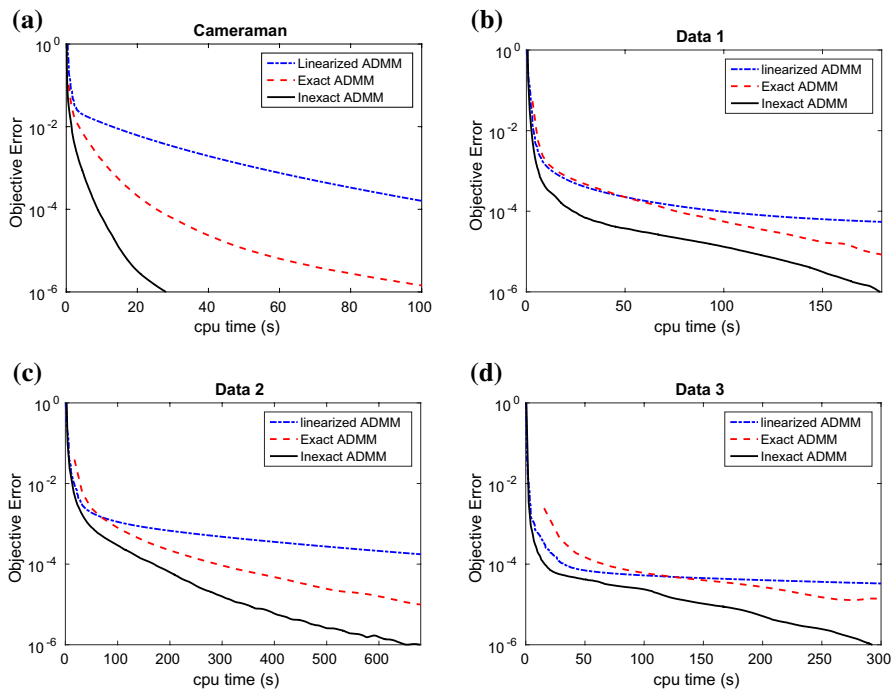 (a)
Cameraman
10^0
10^-2
10^-4
10^-6
Objective Error
Linearized ADMM
Exact ADMM
Inexact ADMM
0 20 40 60 80 100
cpu time (s)
(b)
Data 1
10^0
10^-2
10^-4
10^-6
Objective Error
linearized ADMM
Exact ADMM
Inexact ADMM
0 50 100 150
cpu time (s)
(c)
Data 2
10^0
10^-2
10^-4
10^-6
Objective Error
linearized ADMM
Exact ADMM
Inexact ADMM
0 100 200 300 400 500 600
cpu time (s)
(d)
Data 3
10^0
10^-2
10^-4
10^-6
Objective Error
linearized ADMM
Exact ADMM
Inexact ADMM
0 50 100 150 200 250 300
cpu time (s)